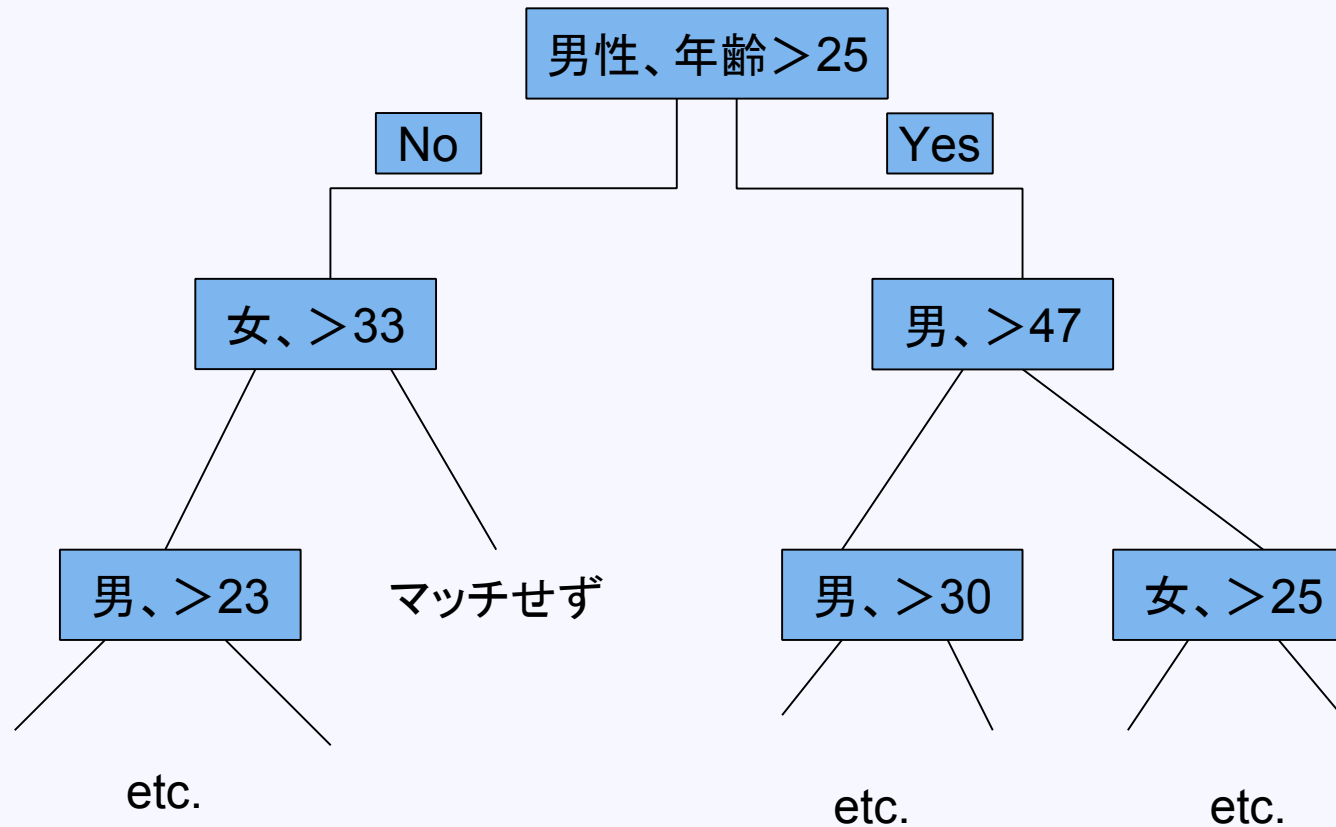 男性、年齢＞25
No
Yes
女、＞33
男、＞47
男、＞23
マッチせず
男、＞30
女、＞25
etc.
etc.
etc.